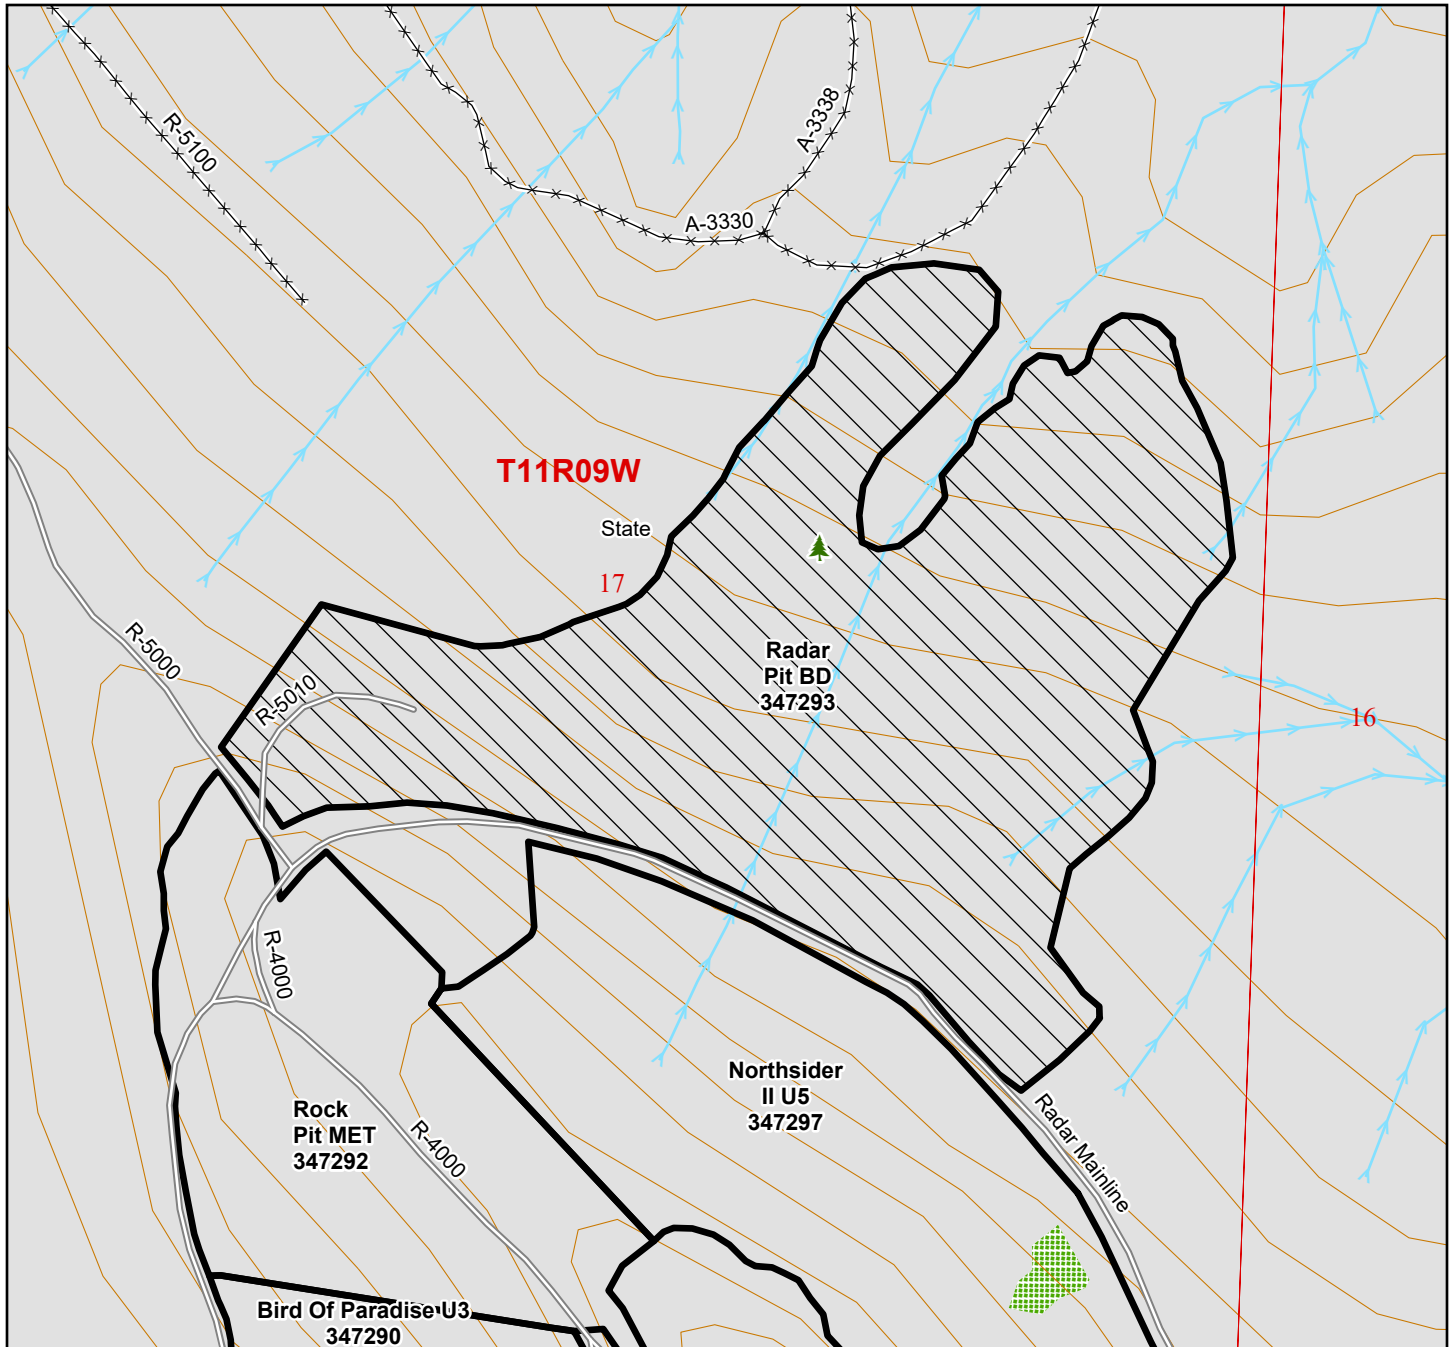 R-5100
A-3338
A-3330
T11R09W
State
17
R-5000
Radar
Pit BD
347293
R-5010
16
R-4000
Northsider
II U5
347297
Rock
Pit MET
347292
R-4000
Radar Mainline
Bird Of Paradise U3
347290